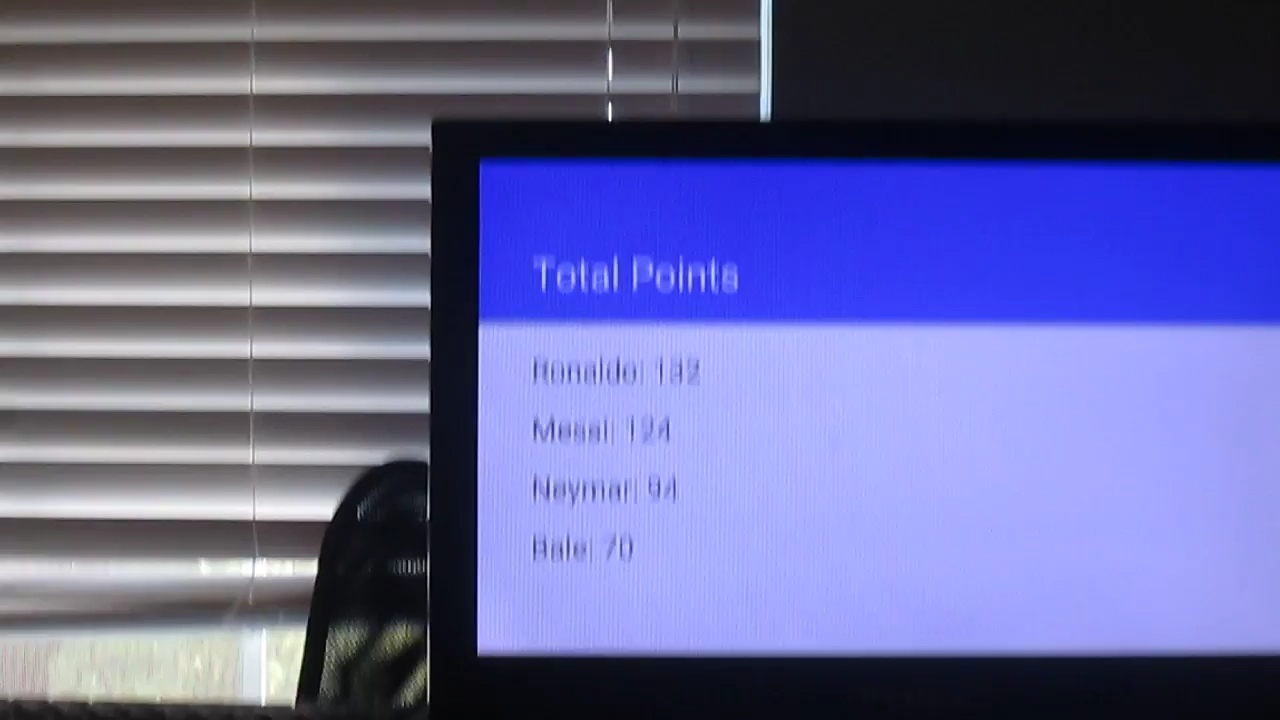 Total Points
Ronaldo: 132
Messi: 124
Neymar: 94
Bale: 70